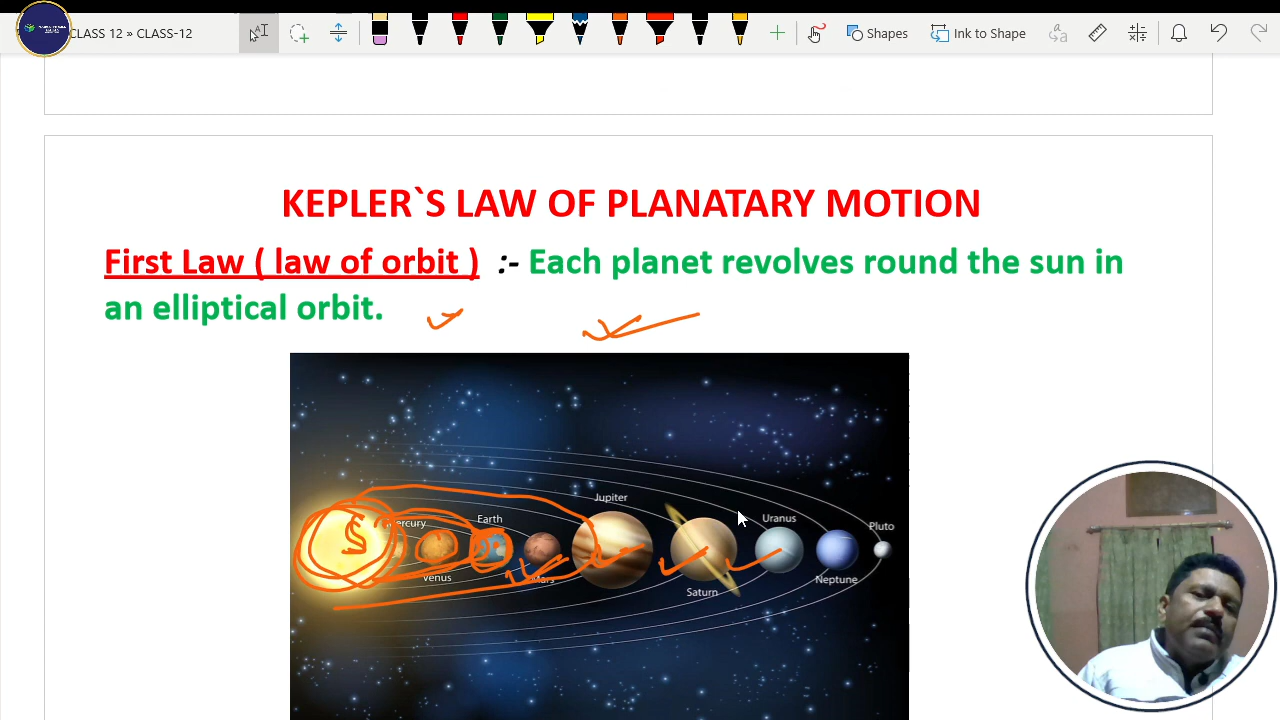 CLASS 12 » CLASS-12
Shapes
Ink to Shape
KEPLER`S LAW OF PLANATARY MOTION
First Law ( law of orbit ) :- Each planet revolves round the sun in
an elliptical orbit.
S
Mercury
Venus
Earth
Mars
Jupiter
Saturn
Uranus
Neptune
Pluto